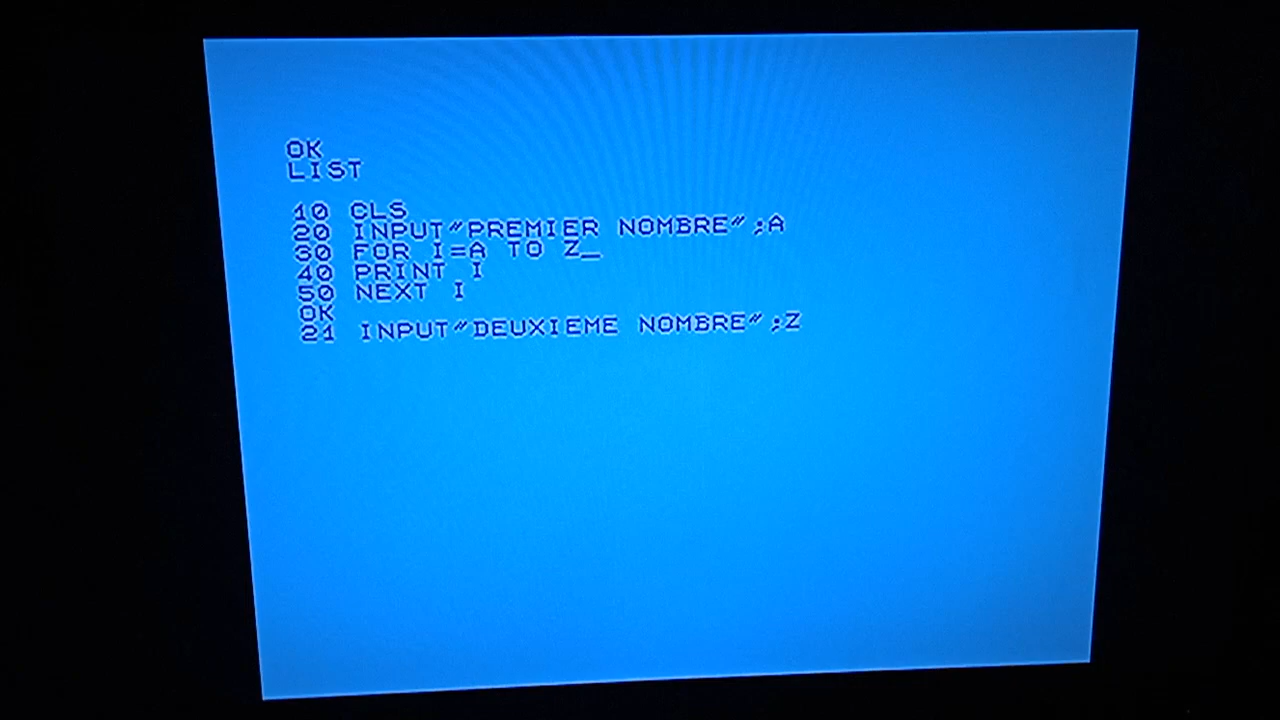 OK
LIST
10 CLS
20 INPUT"PREMIER NOMBRE";A
30 FOR I=A TO Z_
40 PRINT I
50 NEXT I
OK
21 INPUT"DEUXIEME NOMBRE";Z